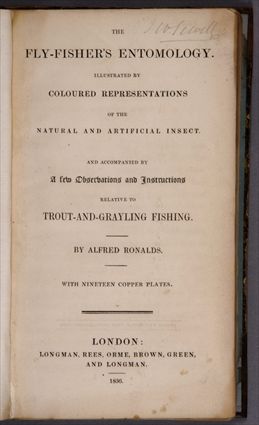 THE
FLY-FISHER'S ENTOMOLOGY.
ILLUSTRATED BY
COLOURED REPRESENTATIONS
OF THE
NATURAL AND ARTIFICIAL INSECT.
AND ACCOMPANIED BY
A few Observations and Instructions
RELATIVE TO
TROUT-AND-GRAYLING FISHING.
BY ALFRED RONALDS.
WITH NINETEEN COPPER PLATES.
LONDON:
LONGMAN, REES, ORME, BROWN, GREEN,
AND LONGMAN.
1836.